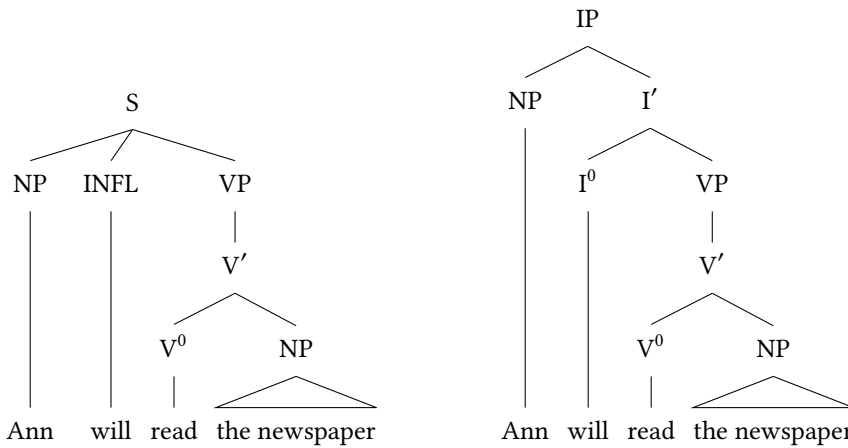 IP
S NP I′
NP INFL VP I⁰ VP
V′ V′
V⁰ NP V⁰ NP
Ann will read the newspaper Ann will read the newspaper